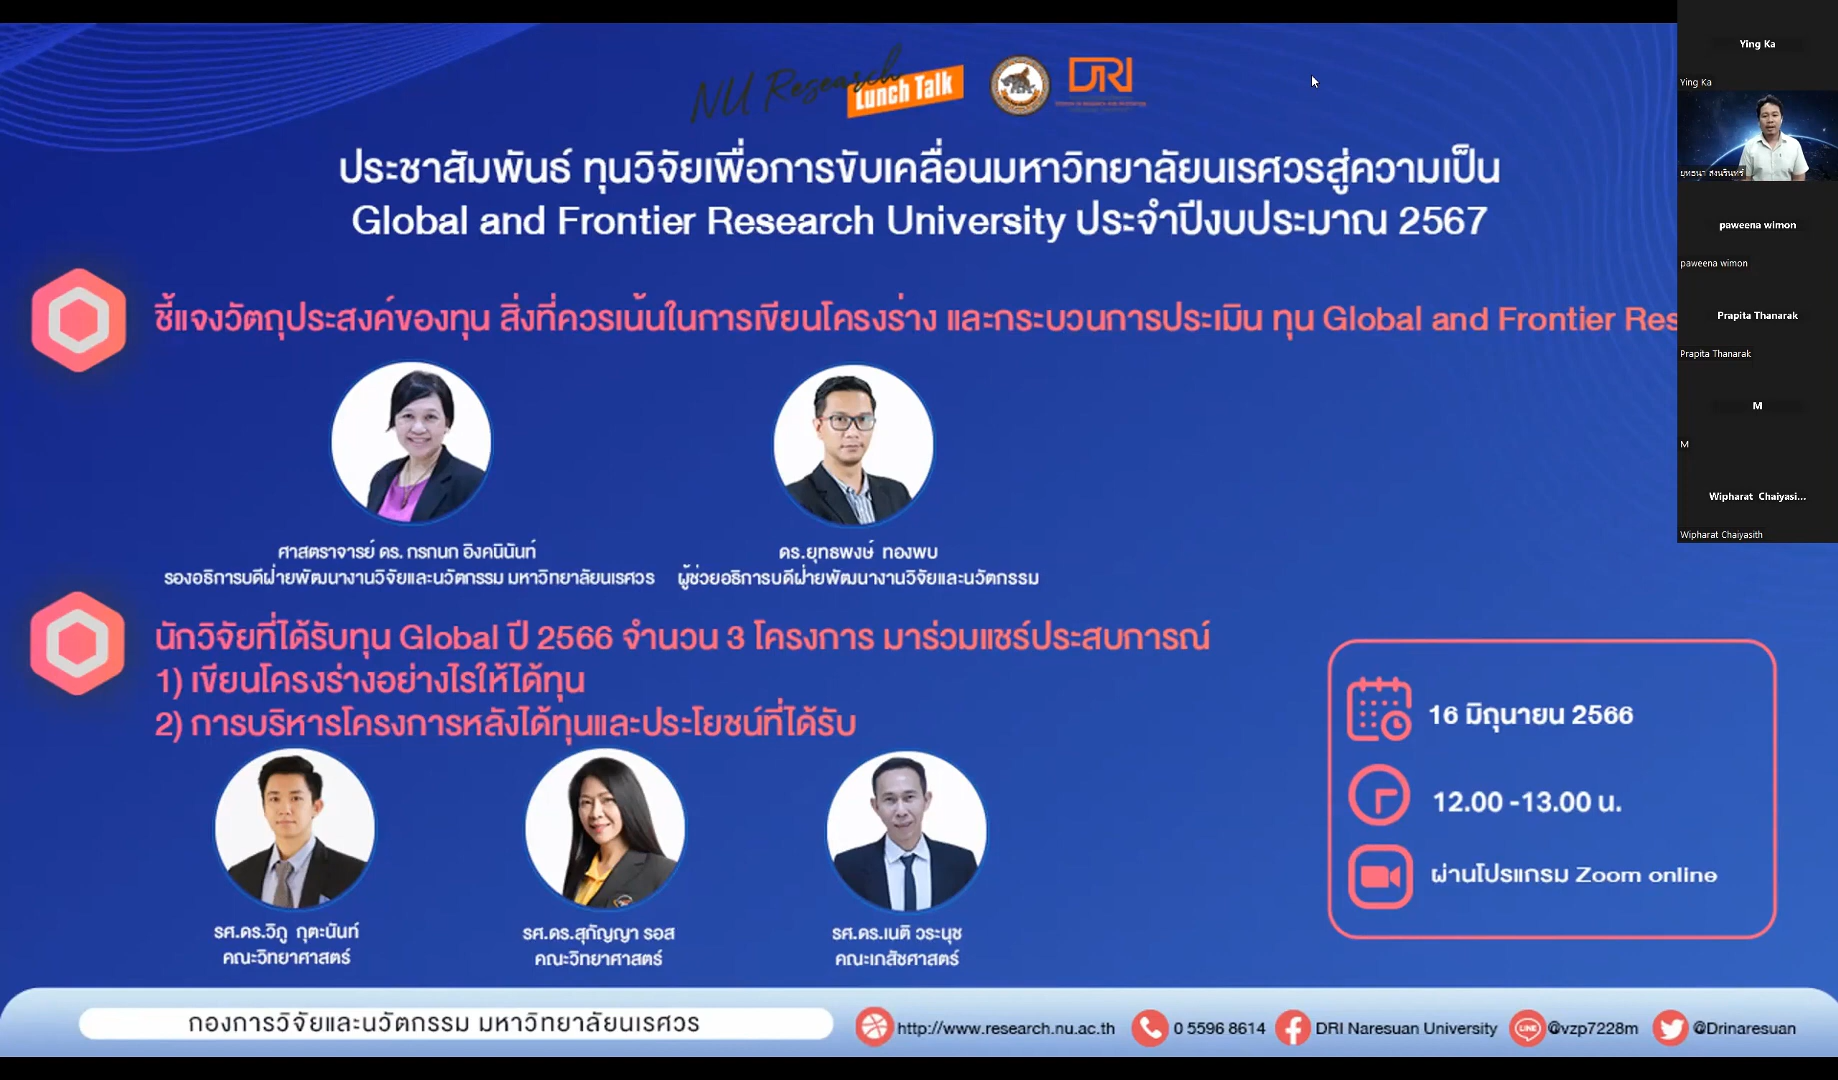 NU Research
Lunch Talk
DRI
ประชาสัมพันธ์ ทุนวิจัยเพื่อการขับเคลื่อนมหาวิทยาลัยนเรศวรสู่ความเป็น
Global and Frontier Research University ประจำปีงบประมาณ 2567
ชี้แจงวัตถุประสงค์ของทุน สิ่งที่ควรเน้นในการเขียนโครงร่าง และกระบวนการประเมิน ทุน Global and Frontier Res
ศาสตราจารย์ ดร. กรกนก อิงคนินันท์
รองอธิการบดีฝ่ายพัฒนางานวิจัยและนวัตกรรม มหาวิทยาลัยนเรศวร
ดร.ยุทธพงษ์ ทองพบ
ผู้ช่วยอธิการบดีฝ่ายพัฒนางานวิจัยและนวัตกรรม
นักวิจัยที่ได้รับทุน Global ปี 2566 จำนวน 3 โครงการ มาร่วมแชร์ประสบการณ์
1) เขียนโครงร่างอย่างไรให้ได้ทุน
2) การบริหารโครงการหลังได้ทุนและประโยชน์ที่ได้รับ
รศ.ดร.วิภู กุตะนันท์
คณะวิทยาศาสตร์
รศ.ดร.สุกัญญา รอส
คณะวิทยาศาสตร์
รศ.ดร.เนติ วระนุช
คณะเภสัชศาสตร์
16 มิถุนายน 2566
12.00 -13.00 น.
ผ่านโปรแกรม Zoom online
กองการวิจัยและนวัตกรรม มหาวิทยาลัยนเรศวร
http://www.research.nu.ac.th
0 5596 8614
DRI Naresuan University
LINE
@vzp7228m
@Drinaresuan
Ying Ka
Ying Ka
ยุทธนา สงนรินทร์
paweena wimon
paweena wimon
Prapita Thanarak
Prapita Thanarak
M
M
Wipharat Chaiyasi...
Wipharat Chaiyasith